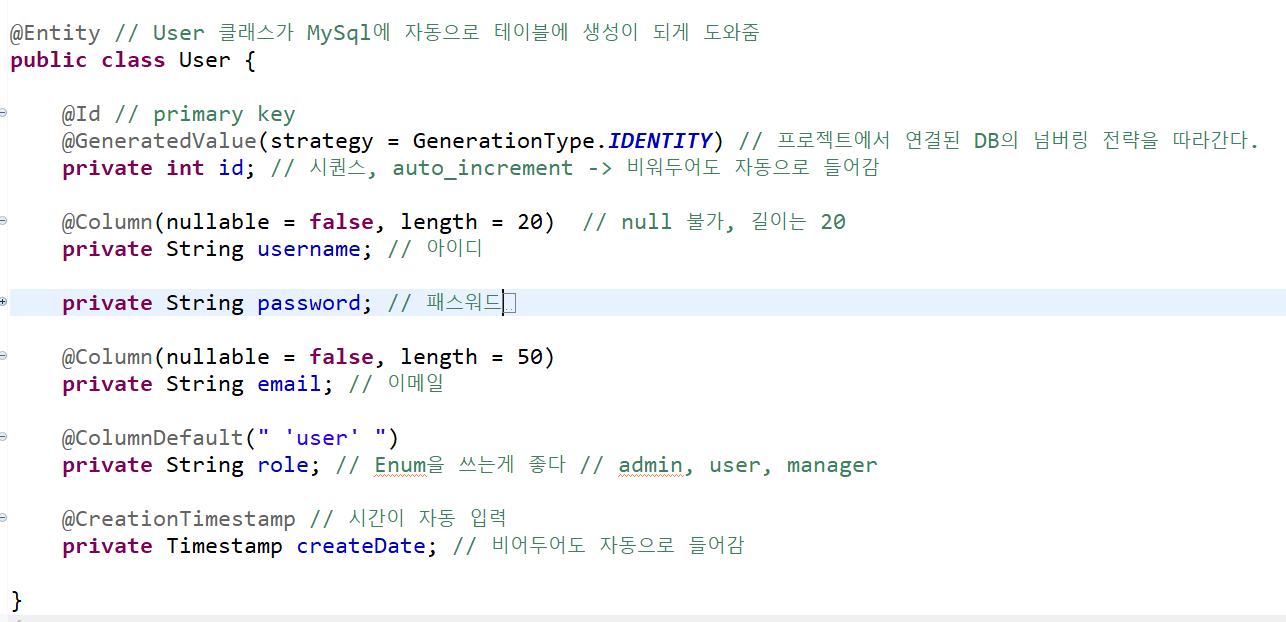 @Entity // User 클래스가 MySql에 자동으로 테이블에 생성이 되게 도와줌
public class User {
@Id // primary key
@GeneratedValue(strategy = GenerationType.IDENTITY) // 프로젝트에서 연결된 DB의 넘버링 전략을 따라간다.
private int id; // 시퀀스, auto_increment -> 비워두어도 자동으로 들어감
@Column(nullable = false, length = 20)  // null 불가, 길이는 20
private String username; // 아이디
private String password; // 패스워드
@Column(nullable = false, length = 50)
private String email; // 이메일
@ColumnDefault(" 'user' ")
private String role; // Enum을 쓰는게 좋다 // admin, user, manager
@CreationTimestamp // 시간이 자동 입력
private Timestamp createDate; // 비어두어도 자동으로 들어감
}